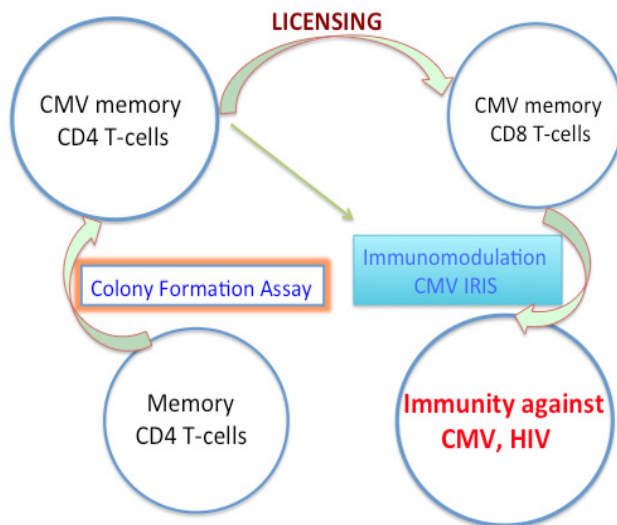 LICENSING
CMV memory
CD4 T-cells
CMV memory
CD8 T-cells
Immunomodulation
CMV IRIS
Colony Formation Assay
Memory
CD4 T-cells
Immunity against
CMV, HIV